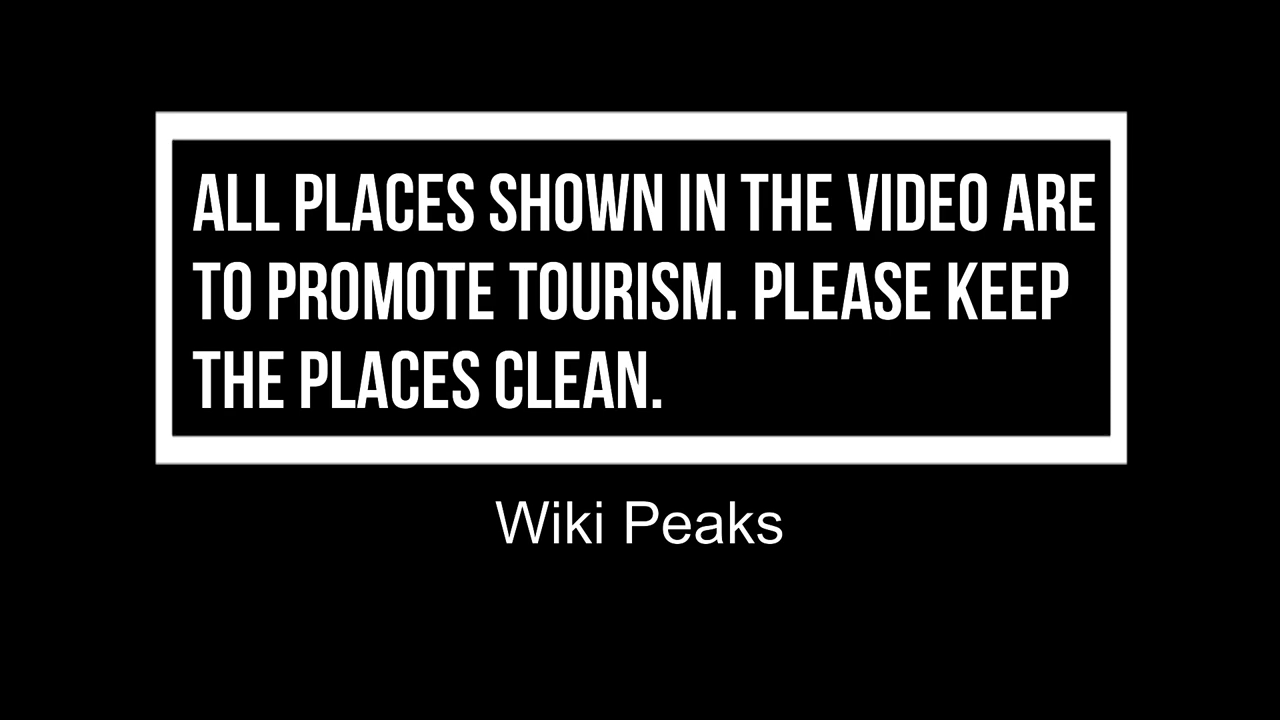 ALL PLACES SHOWN IN THE VIDEO ARE
TO PROMOTE TOURISM. PLEASE KEEP
THE PLACES CLEAN.
Wiki Peaks